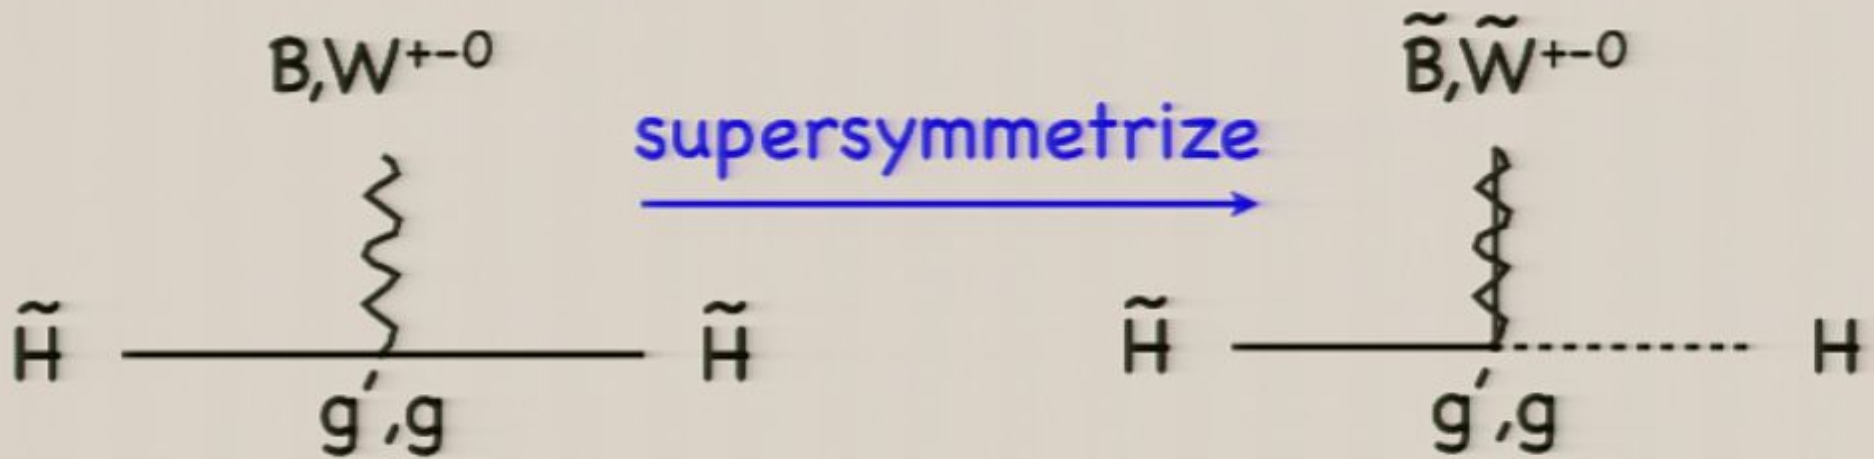 B,W⁺⁻⁰
B̃,W̃⁺⁻⁰
supersymmetrize
H̃
H̃
H̃
H
g′,g
g′,g